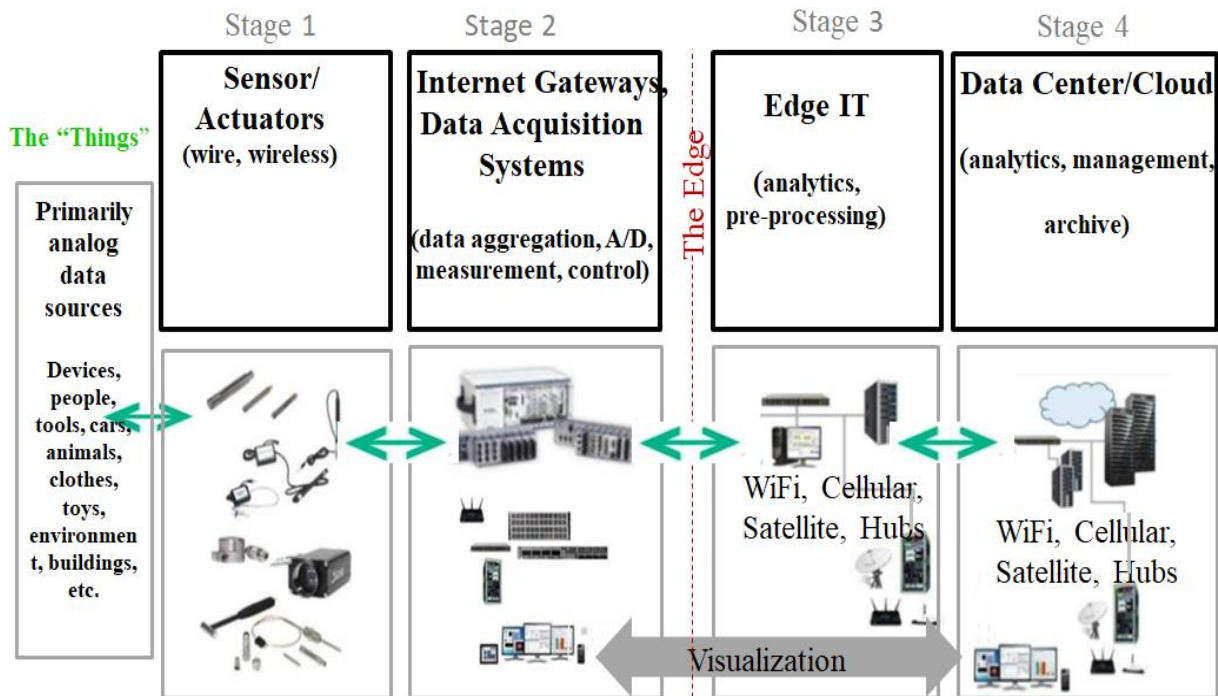 Stage 1
Stage 2
Stage 3
Stage 4
The “Things”
Primarily
analog
data
sources
Devices,
people,
tools, cars,
animals,
clothes,
toys,
environmen
t, buildings,
etc.
Sensor/
Actuators
(wire, wireless)
Internet Gateways,
Data Acquisition
Systems
(data aggregation, A/D,
measurement, control)
The Edge
Edge IT
(analytics,
pre-processing)
Data Center/Cloud
(analytics, management,
archive)
WiFi, Cellular,
Satellite, Hubs
WiFi, Cellular,
Satellite, Hubs
Visualization